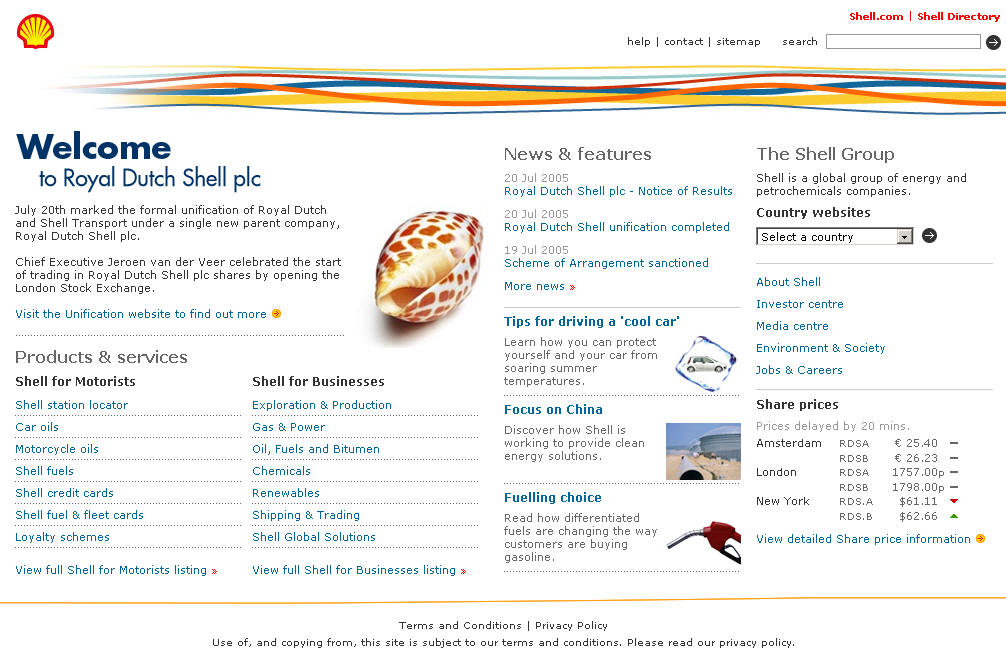 Shell.com | Shell Directory
help | contact | sitemap search
Welcome
to Royal Dutch Shell plc
July 20th marked the formal unification of Royal Dutch
and Shell Transport under a single new parent company,
Royal Dutch Shell plc.
Chief Executive Jeroen van der Veer celebrated the start
of trading in Royal Dutch Shell plc shares by opening the
London Stock Exchange.
Visit the Unification website to find out more
Products & services
Shell for Motorists
Shell station locator
Car oils
Motorcycle oils
Shell fuels
Shell credit cards
Shell fuel & fleet cards
Loyalty schemes
View full Shell for Motorists listing »
Shell for Businesses
Exploration & Production
Gas & Power
Oil, Fuels and Bitumen
Chemicals
Renewables
Shipping & Trading
Shell Global Solutions
View full Shell for Businesses listing »
News & features
20 Jul 2005
Royal Dutch Shell plc - Notice of Results
20 Jul 2005
Royal Dutch Shell unification completed
19 Jul 2005
Scheme of Arrangement sanctioned
More news »
Tips for driving a 'cool car'
Learn how you can protect
yourself and your car from
soaring summer
temperatures.
Focus on China
Discover how Shell is
working to provide clean
energy solutions.
Fuelling choice
Read how differentiated
fuels are changing the way
customers are buying
gasoline.
The Shell Group
Shell is a global group of energy and
petrochemicals companies.
Country websites
Select a country
About Shell
Investor centre
Media centre
Environment & Society
Jobs & Careers
Share prices
Prices delayed by 20 mins.
Amsterdam RDSA € 25.40
RDSB € 26.23
London RDSA 1757.00p
RDSB 1798.00p
New York RDS.A $61.11
RDS.B $62.66
View detailed Share price information
Terms and Conditions | Privacy Policy
Use of, and copying from, this site is subject to our terms and conditions. Please read our privacy policy.